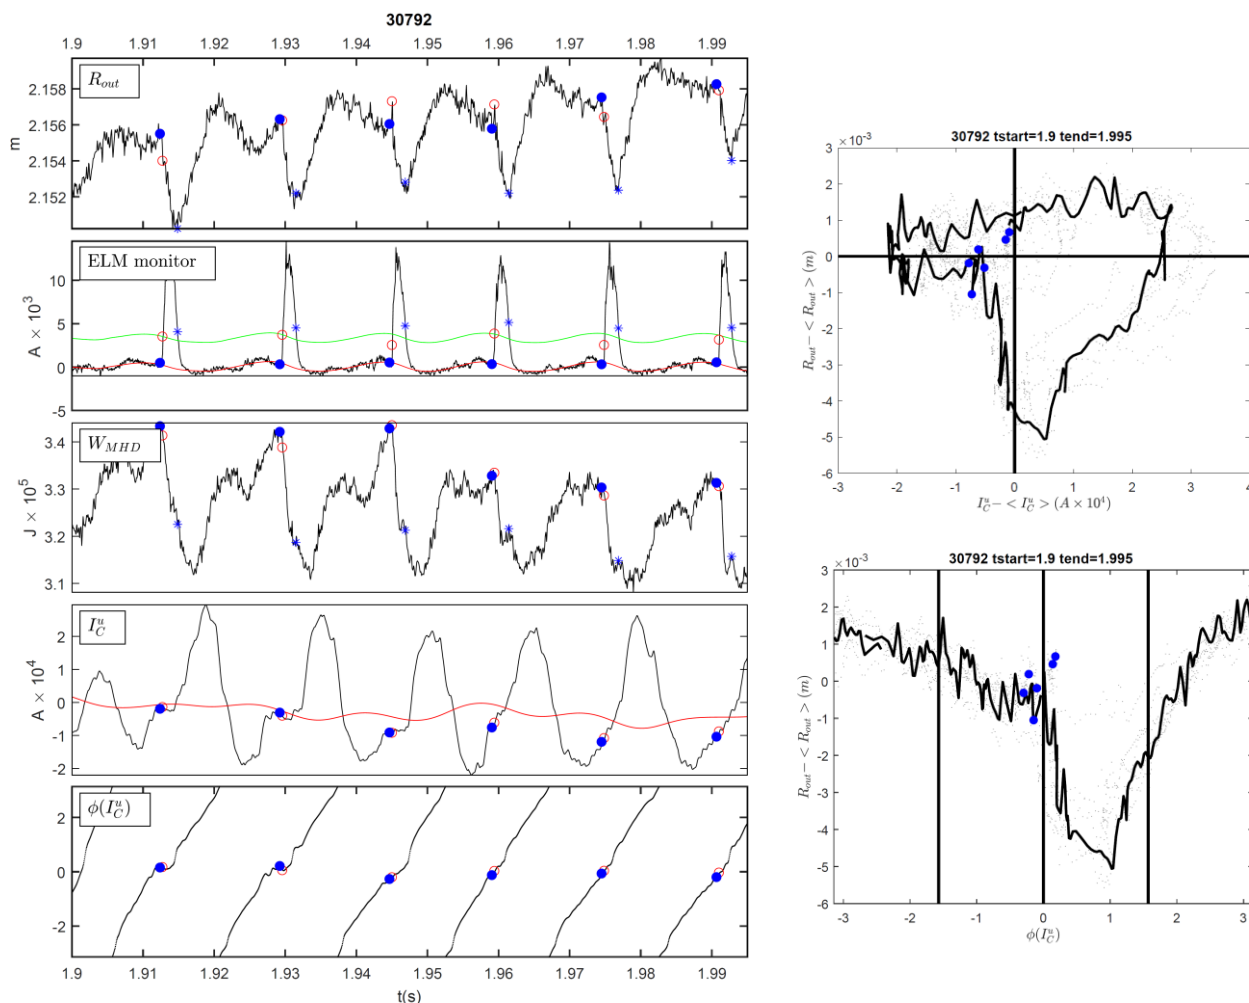 30792
1.9 1.91 1.92 1.93 1.94 1.95 1.96 1.97 1.98 1.99
R_out
2.158
2.156
2.154
2.152
m
ELM monitor
10
5
0
-5
A × 10^3
W_MHD
3.4
3.3
3.2
3.1
J × 10^5
I_C^u
2
1
0
-1
-2
A × 10^4
ϕ(I_C^u)
2
0
-2
1.9 1.91 1.92 1.93 1.94 1.95 1.96 1.97 1.98 1.99
t(s)
30792 tstart=1.9 tend=1.995
×10^-3
3
2
1
0
-1
-2
-3
-4
-5
-6
R_out − < R_out > (m)
-3 -2 -1 0 1 2 3 4
I_C^u − < I_C^u > (A × 10^4)
30792 tstart=1.9 tend=1.995
×10^-3
3
2
1
0
-1
-2
-3
-4
-5
-6
R_out − < R_out > (m)
-3 -2 -1 0 1 2 3
ϕ(I_C^u)